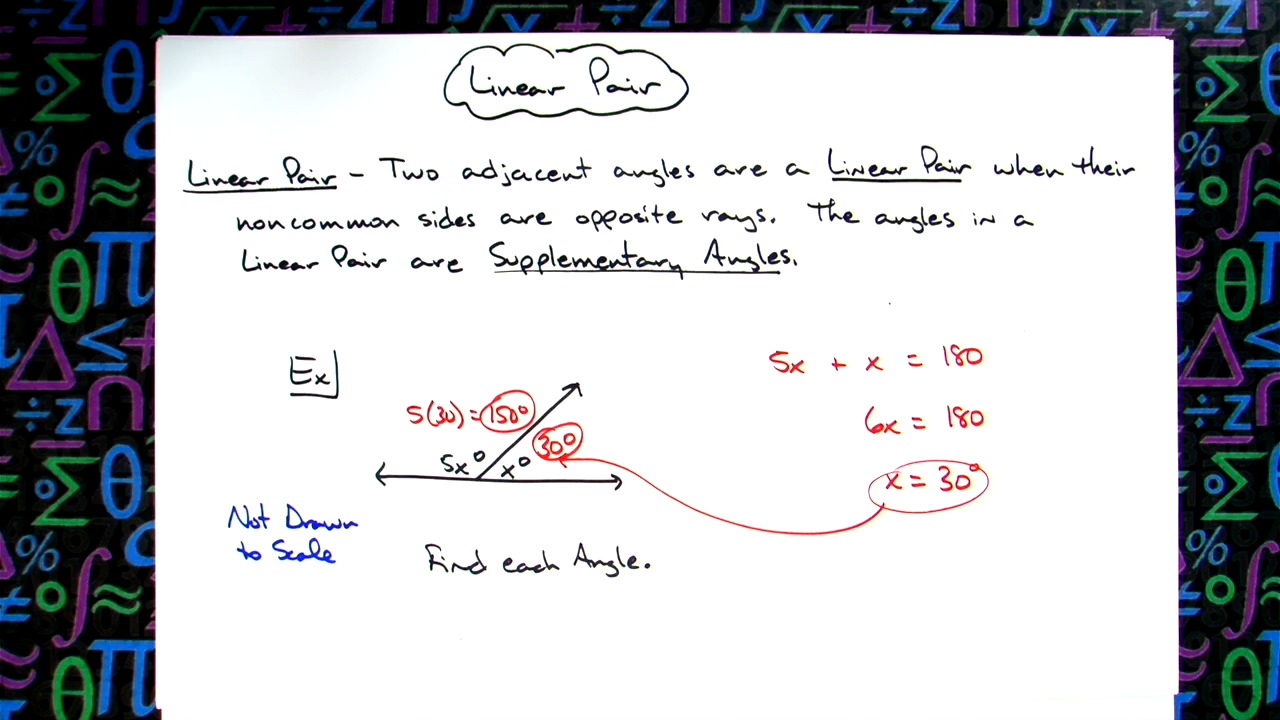 Linear Pair
Linear Pair - Two adjacent angles are a Linear Pair when their
noncommon sides are opposite rays. The angles in a
Linear Pair are Supplementary Angles.
Ex
5(30) = 150°
30°
5x°
x°
Not Drawn
to Scale
Find each Angle.
5x + x = 180
6x = 180
x = 30°